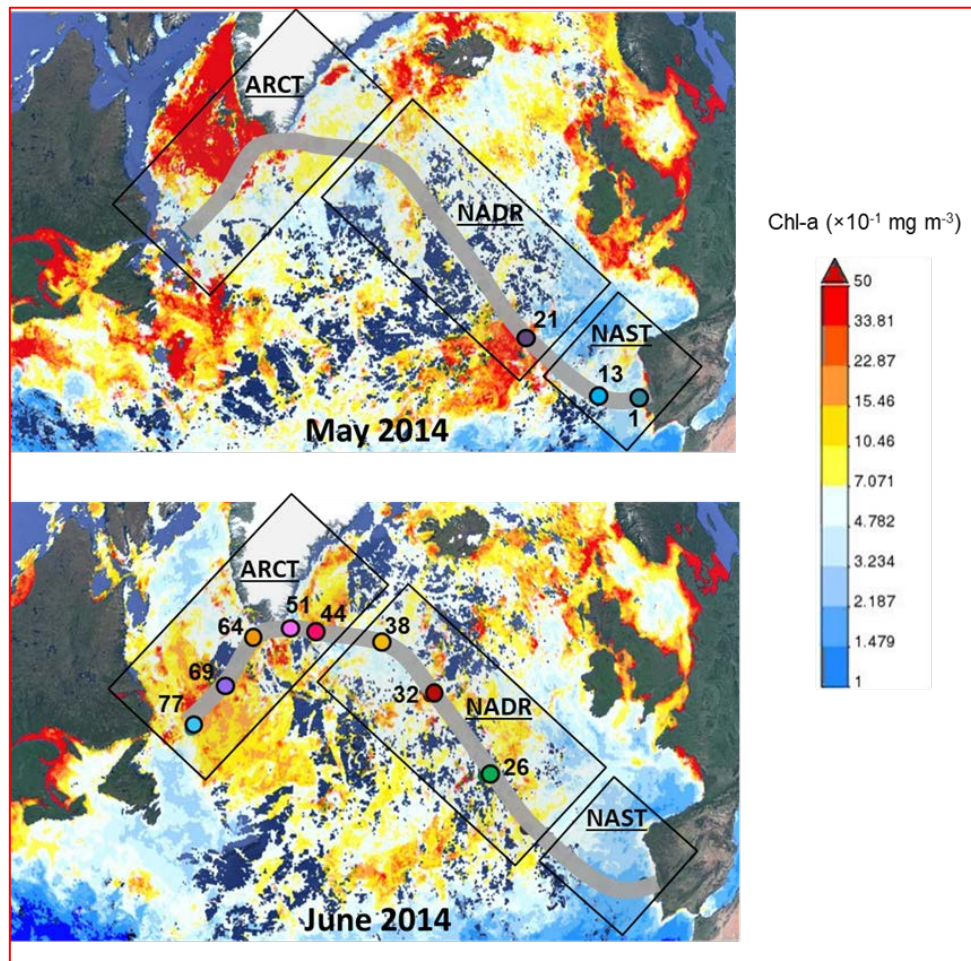 ARCT
NADR
21
NAST
13
1
May 2014
Chl-a (×10⁻¹ mg m⁻³)
50
33.81
22.87
15.46
10.46
7.071
4.782
3.234
2.187
1.479
1
ARCT
51
44
64
38
69
32
NADR
77
26
NAST
June 2014